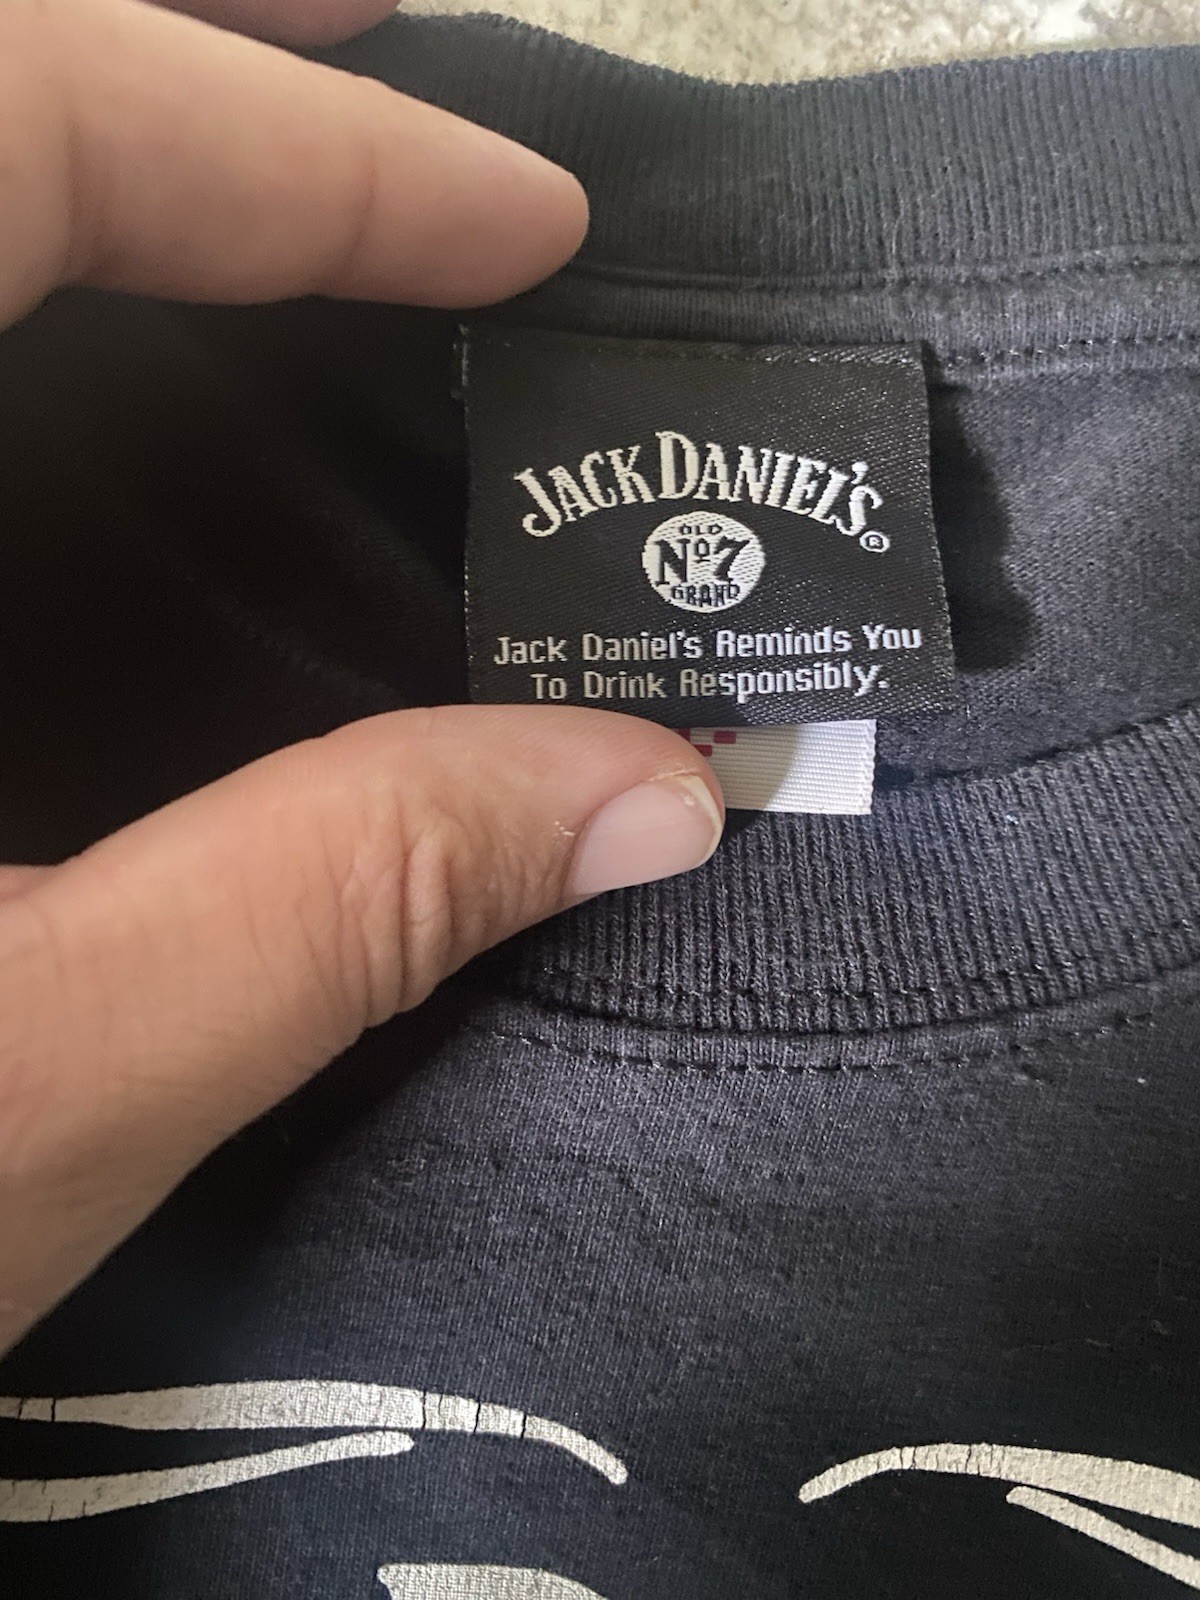 JACK DANIEL'S®
OLD
Nº7
BRAND
Jack Daniel's Reminds You
To Drink Responsibly.